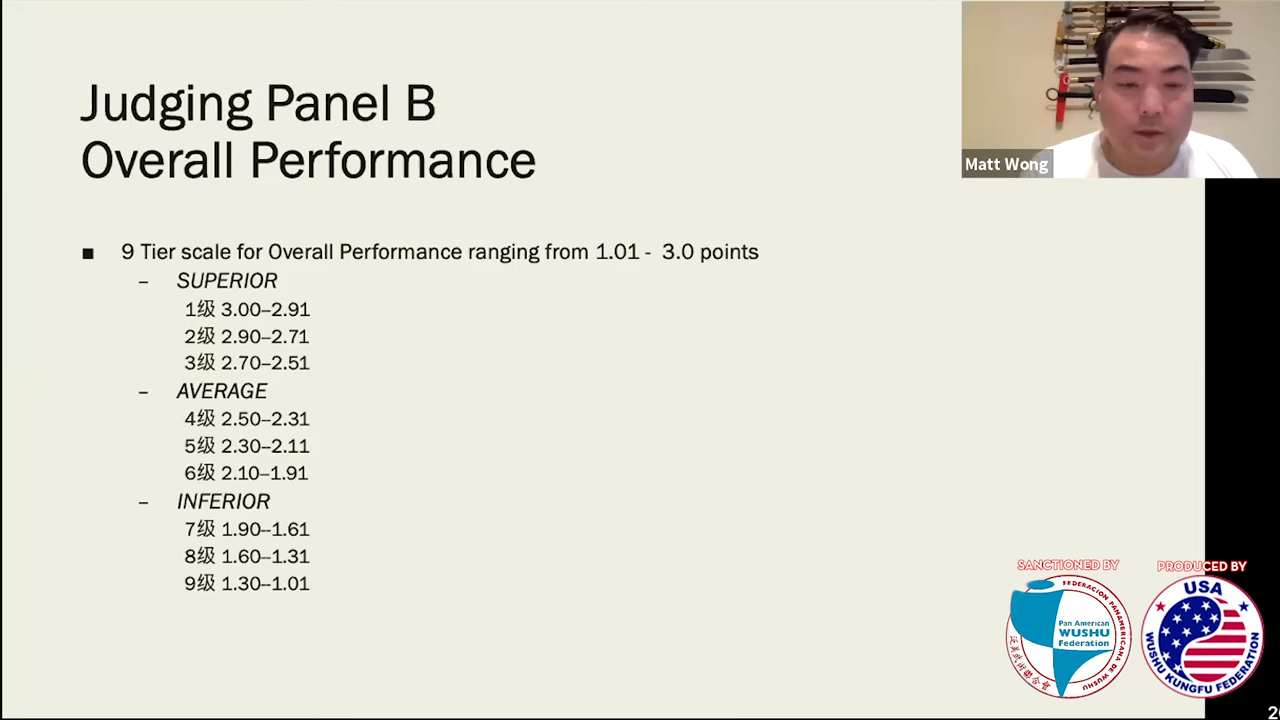 Judging Panel B
Overall Performance
Matt Wong
■ 9 Tier scale for Overall Performance ranging from 1.01 - 3.0 points
– SUPERIOR
1级 3.00–2.91
2级 2.90–2.71
3级 2.70–2.51
– AVERAGE
4级 2.50–2.31
5级 2.30–2.11
6级 2.10–1.91
– INFERIOR
7级 1.90–1.61
8级 1.60–1.31
9级 1.30–1.01
SANCTIONED BY
FEDERACION PANAMERICANA DE WUSHU
Pan American
WUSHU
Federation
PRODUCED BY
USA
WUSHU KUNGFU FEDERATION